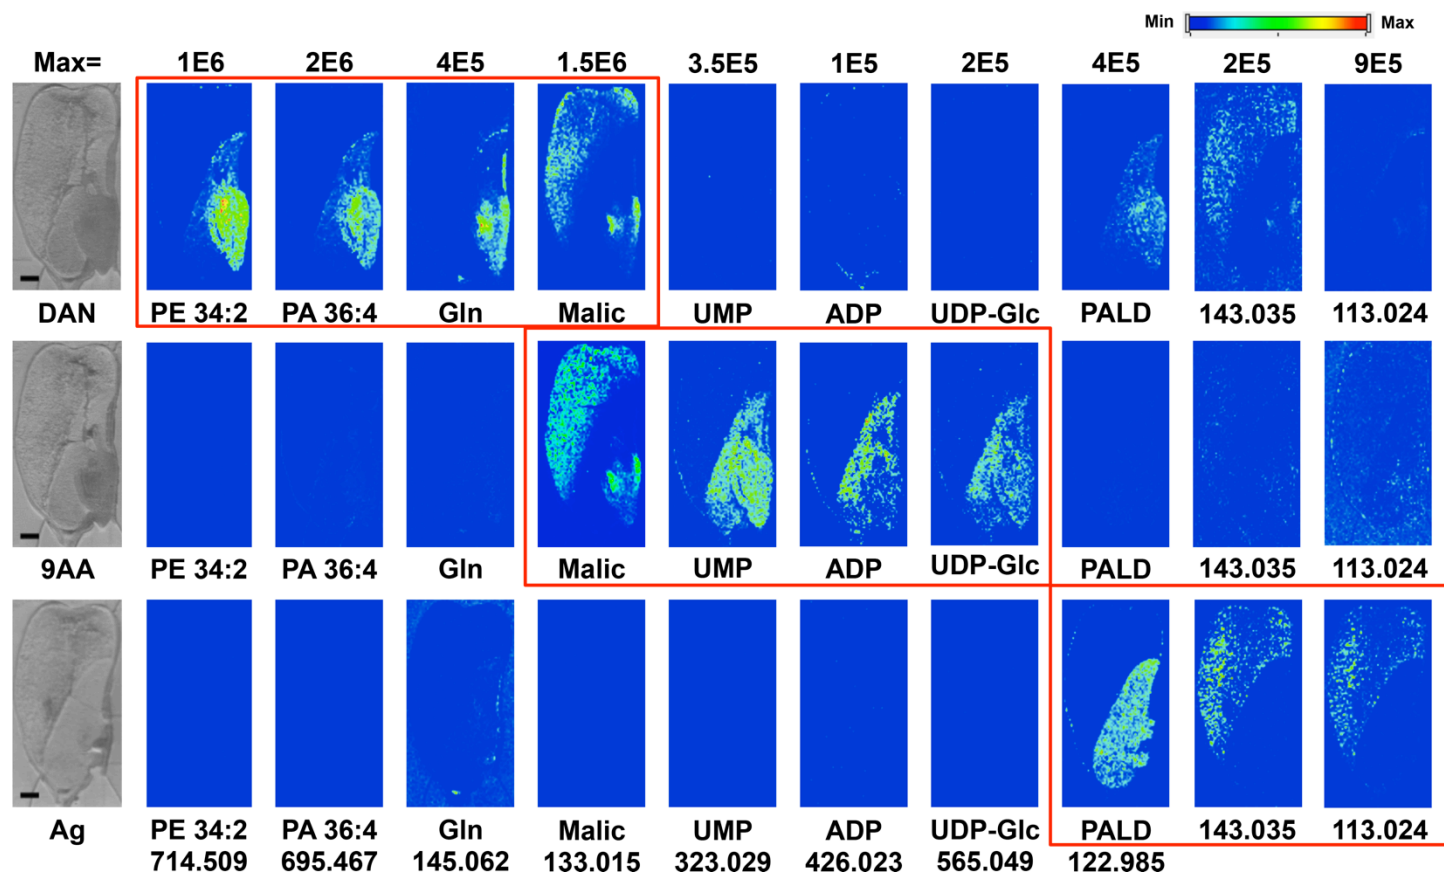 Min Max
Max= 1E6 2E6 4E5 1.5E6 3.5E5 1E5 2E5 4E5 2E5 9E5
DAN PE 34:2 PA 36:4 Gln Malic UMP ADP UDP-Glc PALD 143.035 113.024
9AA PE 34:2 PA 36:4 Gln Malic UMP ADP UDP-Glc PALD 143.035 113.024
Ag PE 34:2 PA 36:4 Gln Malic UMP ADP UDP-Glc PALD 143.035 113.024
714.509 695.467 145.062 133.015 323.029 426.023 565.049 122.985